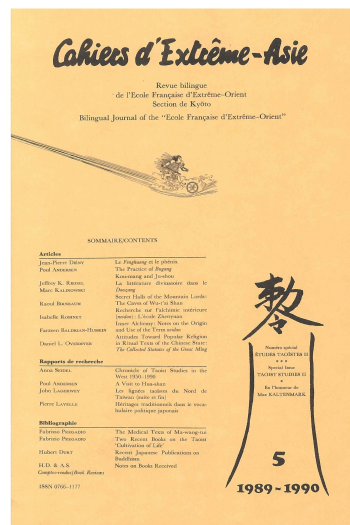 Cahiers d'Extrême-Asie
Revue bilingue
de l'Ecole Française d'Extrême-Orient
Section de Kyōto
Bilingual Journal of the "Ecole Française d'Extrême-Orient"
SOMMAIRE/CONTENTS
Articles
Jean-Pierre DIÉNY Le Fenghuang et le phénix
Poul ANDERSEN The Practice of Bugang
Jeffrey K. RIEGEL Kou-mang and Ju-shou
Marc KALINOWSKI La littérature divinatoire dans le
Daozang
Raoul BIRNBAUM Secret Halls of the Mountain Lords:
The Caves of Wu-t'ai Shan
Isabelle ROBINET Recherche sur l'alchimie intérieure
(neidan) : L'école Zhenyuan
Farzeen BALDRIAN-HUSSEIN Inner Alchemy: Notes on the Origin
and Use of the Term neidan
Daniel L. OVERMYER Attitudes Toward Popular Religion
in Ritual Texts of the Chinese State:
The Collected Statutes of the Great Ming
Rapports de recherche
Anna SEIDEL Chronicle of Taoist Studies in the
West 1950-1990
Poul ANDERSEN A Visit to Hua-shan
John LAGERWEY Les lignées taoïstes du Nord de
Taiwan (suite et fin)
Pierre LAVELLE Héritages traditionnels dans le voca-
bulaire politique japonais
Bibliographie
Fabrizio PREGADIO The Medical Texts of Ma-wang-tui
Fabrizio PREGADIO Two Recent Books on the Taoist
'Cultivation of Life'
Hubert DURT Recent Japanese Publications on
Buddhism
H.D. & A.S. Notes on Books Received
Comptes-rendus/Book Reviews
ISSN 0766-1177
Numéro spécial
ÉTUDES TAOÏSTES II
* * *
Special Issue
TAOIST STUDIES II
*
En l'honneur de
Max KALTENMARK
5
1989-1990